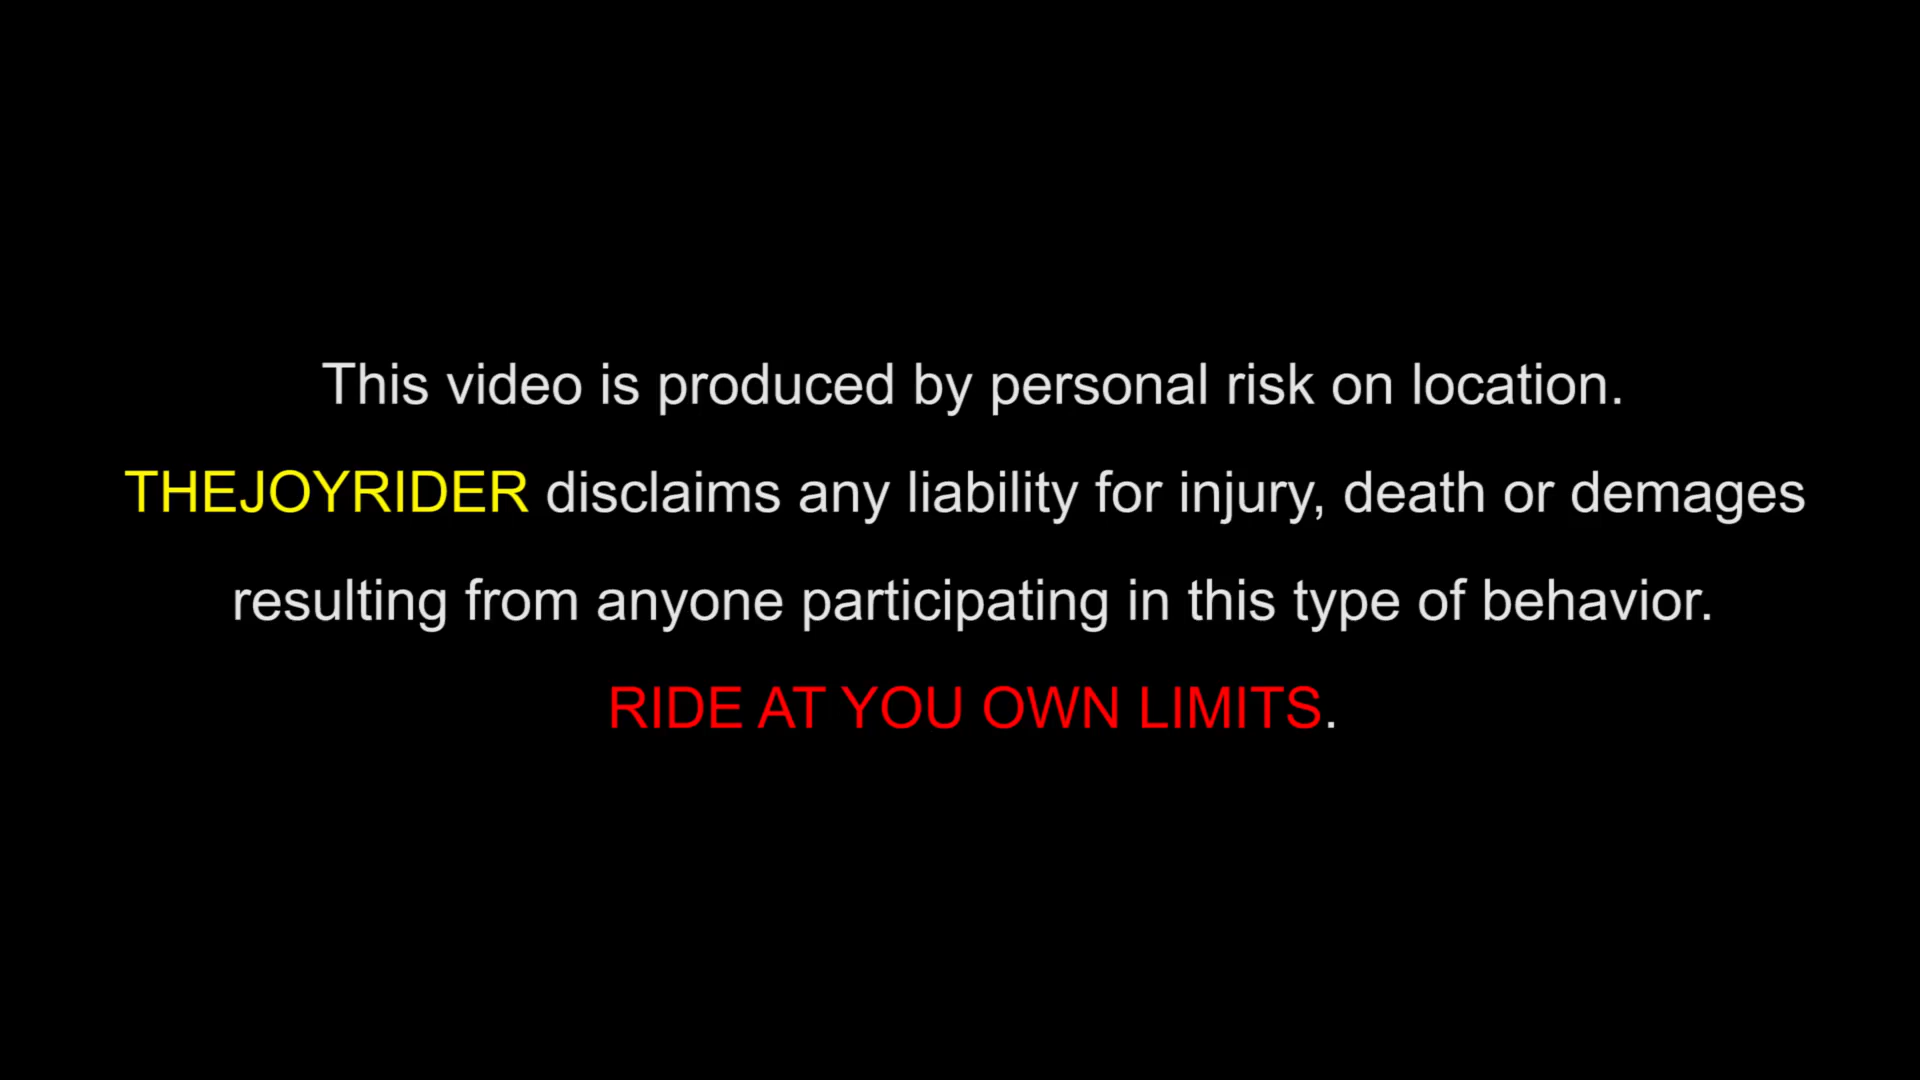 This video is produced by personal risk on location.
THEJOYRIDER disclaims any liability for injury, death or demages
resulting from anyone participating in this type of behavior.
RIDE AT YOU OWN LIMITS.